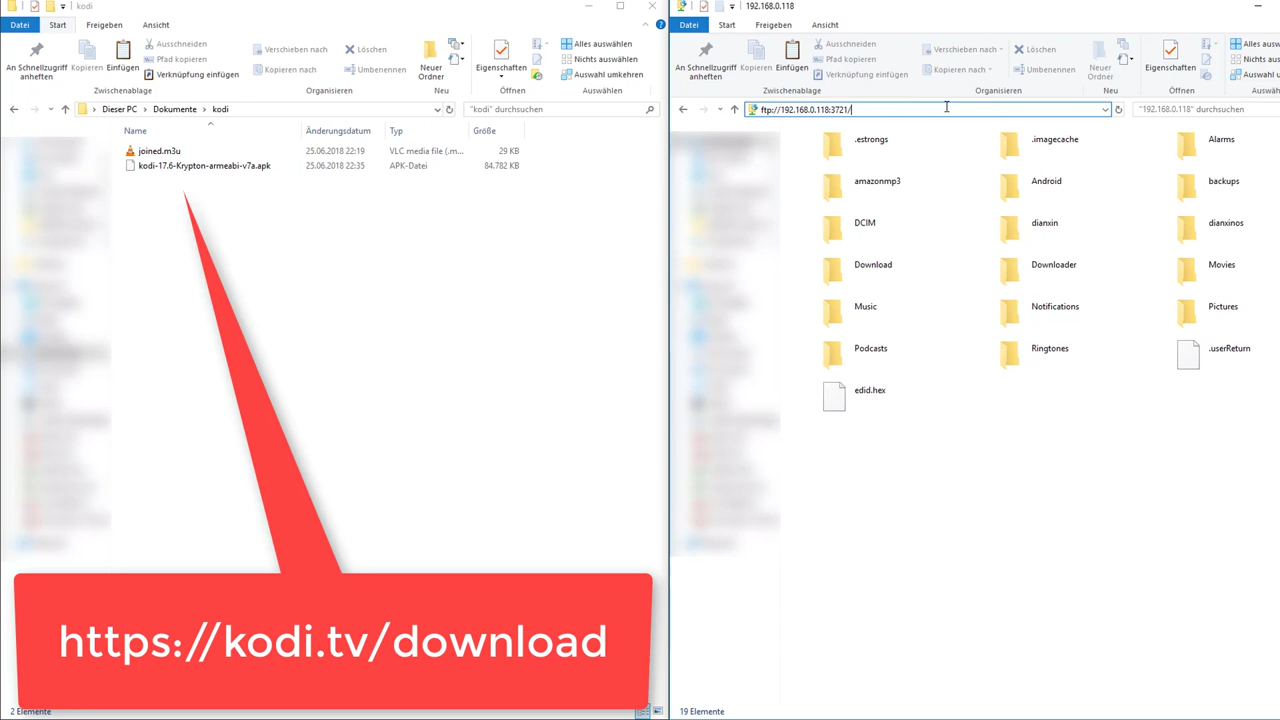 kodi
Datei Start Freigeben Ansicht
An Schnellzugriff anheften
Kopieren
Einfügen
Ausschneiden
Pfad kopieren
Verknüpfung einfügen
Zwischenablage
Verschieben nach
Kopieren nach
Löschen
Umbenennen
Organisieren
Neuer Ordner
Neu
Eigenschaften
Öffnen
Alles auswählen
Nichts auswählen
Auswahl umkehren
Auswählen
Dieser PC Dokumente kodi
"kodi" durchsuchen
Name Änderungsdatum Typ Größe
joined.m3u 25.06.2018 22:19 VLC media file (.m... 29 KB
kodi-17.6-Krypton-armeabi-v7a.apk 25.06.2018 22:35 APK-Datei 84.782 KB
https://kodi.tv/download
2 Elemente
192.168.0.118
Datei Start Freigeben Ansicht
An Schnellzugriff anheften
Kopieren
Einfügen
Ausschneiden
Pfad kopieren
Verknüpfung einfügen
Zwischenablage
Verschieben nach
Kopieren nach
Löschen
Umbenennen
Organisieren
Neuer Ordner
Neu
Eigenschaften
Öffnen
Alles ausw
Nichts aus
Auswahl u
Auswähl
ftp://192.168.0.118:3721/
"192.168.0.118" durchsuchen
.estrongs .imagecache Alarms
amazonmp3 Android backups
DCIM dianxin dianxinos
Download Downloader Movies
Music Notifications Pictures
Podcasts Ringtones .userReturn
edid.hex
19 Elemente